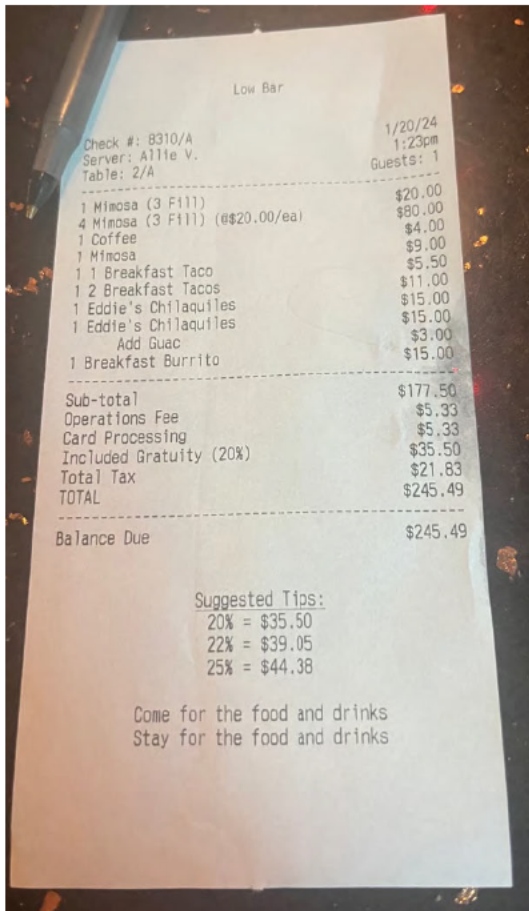 Low Bar
Check #: 8310/A 1/20/24
Server: Allie V. 1:23pm
Table: 2/A Guests: 1
1 Mimosa (3 Fill) $20.00
4 Mimosa (3 Fill) (@$20.00/ea) $80.00
1 Coffee $4.00
1 Mimosa $9.00
1 1 Breakfast Taco $5.50
1 2 Breakfast Tacos $11.00
1 Eddie's Chilaquiles $15.00
1 Eddie's Chilaquiles $15.00
Add Guac $3.00
1 Breakfast Burrito $15.00
Sub-total $177.50
Operations Fee $5.33
Card Processing $5.33
Included Gratuity (20%) $35.50
Total Tax $21.83
TOTAL $245.49
Balance Due $245.49
Suggested Tips:
20% = $35.50
22% = $39.05
25% = $44.38
Come for the food and drinks
Stay for the food and drinks